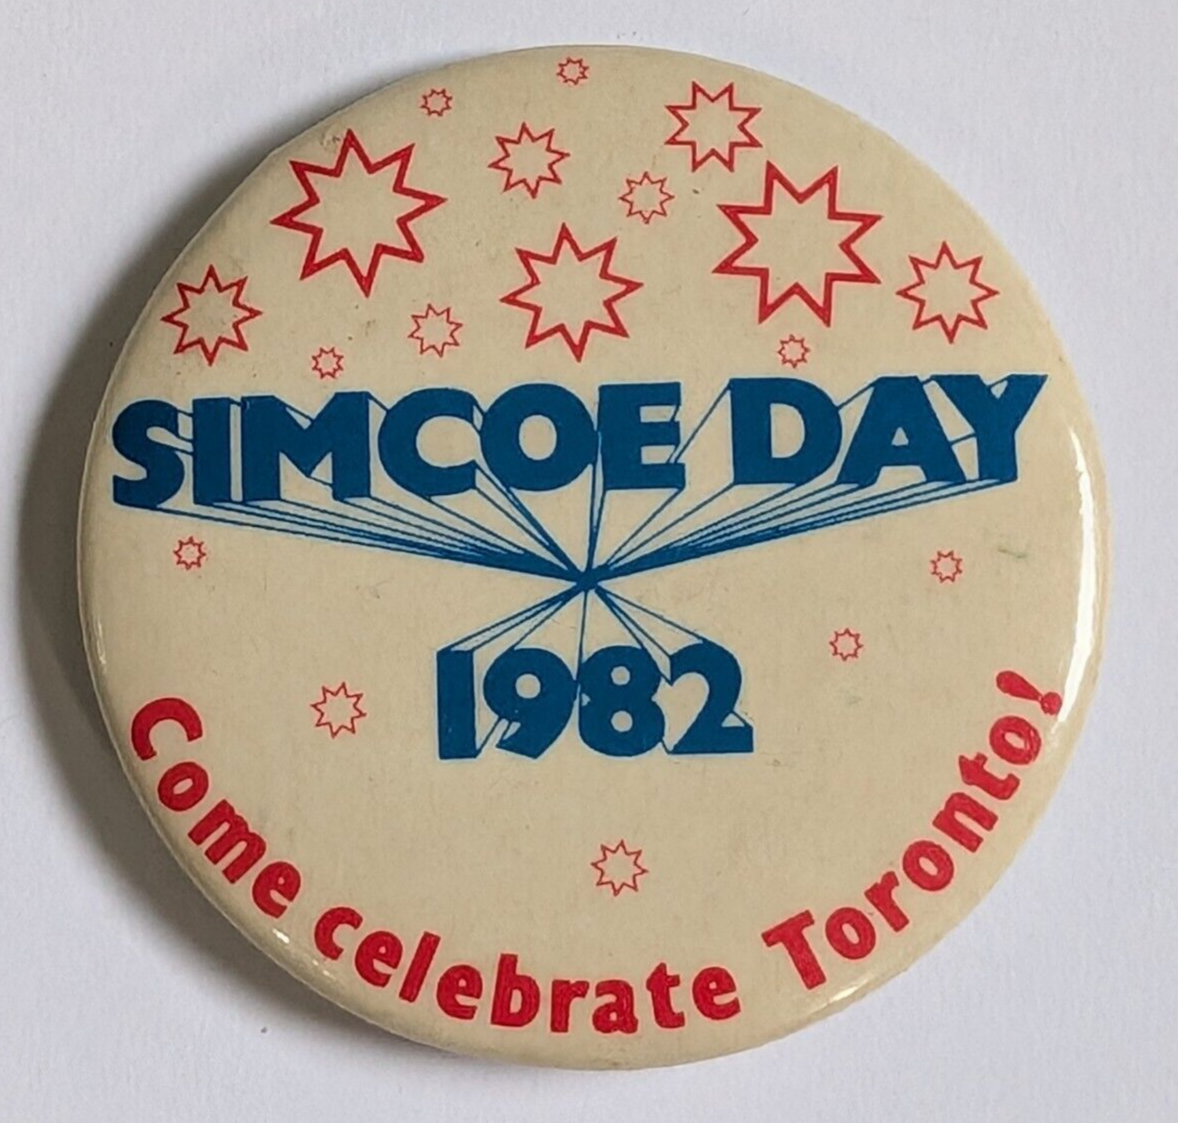 SIMCOE DAY
1982
Come celebrate Toronto!